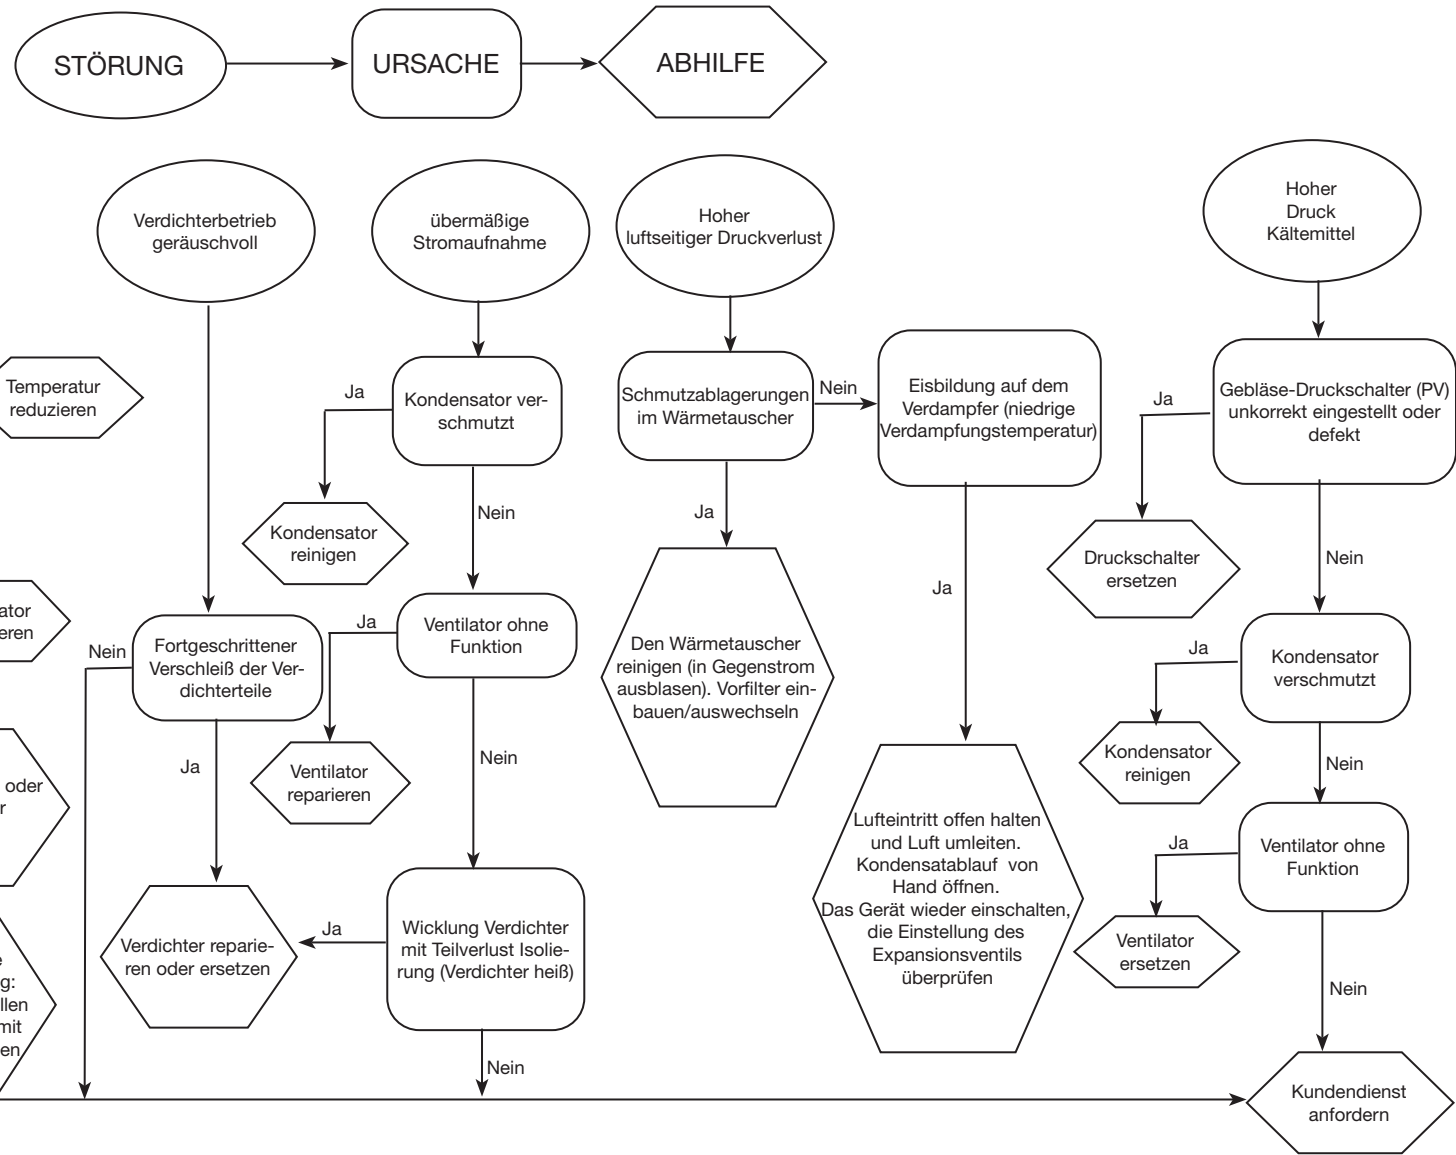 STÖRUNG
URSACHE
ABHILFE
Verdichterbetrieb
geräuschvoll
übermäßige
Stromaufnahme
Hoher
luftseitiger Druckverlust
Hoher
Druck
Kältemittel
Temperatur
reduzieren
Ja
Kondensator ver-
schmutzt
Schmutzablagerungen
im Wärmetauscher
Nein
Eisbildung auf dem
Verdampfer (niedrige
Verdampfungstemperatur)
Ja
Gebläse-Druckschalter (PV)
unkorrekt eingestellt oder
defekt
Kondensator
reinigen
Nein
Ja
Ja
Druckschalter
ersetzen
Nein
ator
eren
Nein
Fortgeschrittener
Verschleiß der Ver-
dichterteile
Ja
Ventilator ohne
Funktion
Den Wärmetauscher
reinigen (in Gegenstrom
ausblasen). Vorfilter ein-
bauen/auswechseln
Ja
Kondensator
verschmutzt
Ja
Ventilator
reparieren
Nein
Kondensator
reinigen
Nein
oder
r
Lufteintritt offen halten
und Luft umleiten.
Kondensatablauf von
Hand öffnen.
Das Gerät wieder einschalten,
die Einstellung des
Expansionsventils
überprüfen
Ja
Ventilator ohne
Funktion
Verdichter reparie-
ren oder ersetzen
Ja
Wicklung Verdichter
mit Teilverlust Isolie-
rung (Verdichter heiß)
Ventilator
ersetzen
e
g:
llen
mit
en
Nein
Nein
Kundendienst
anfordern